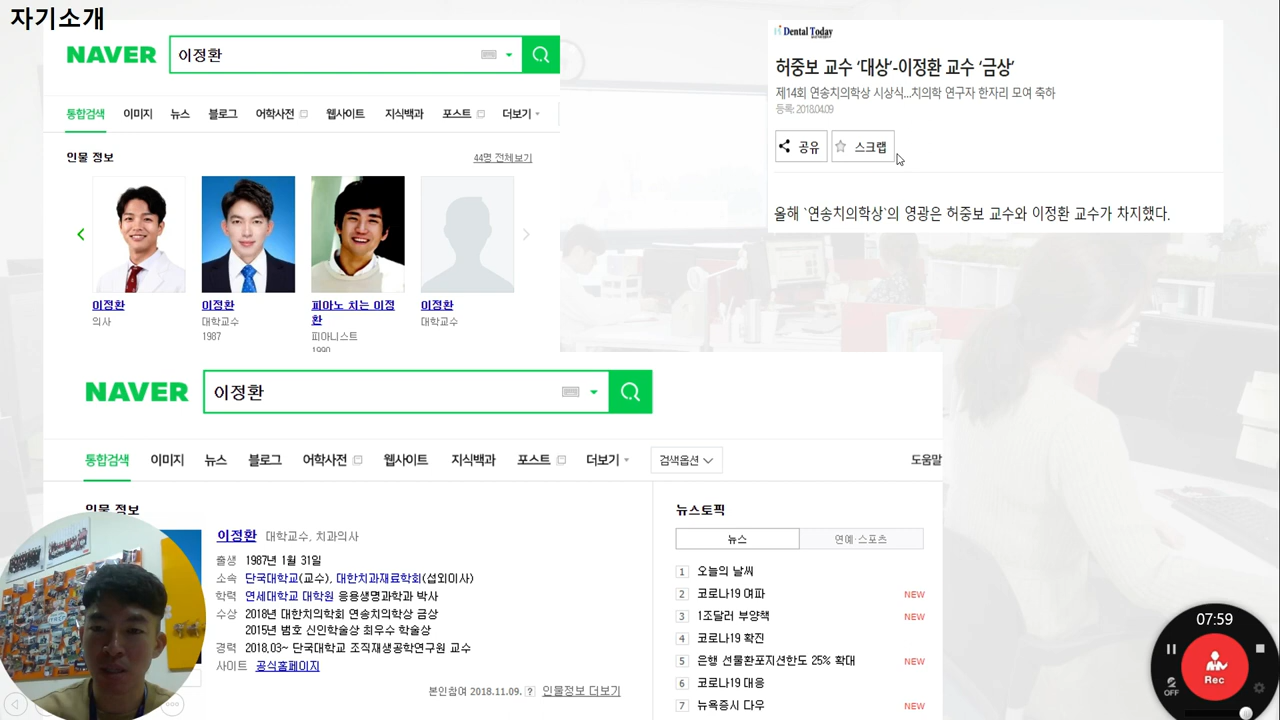 자기소개
NAVER
이정환
통합검색 이미지 뉴스 블로그 어학사전 웹사이트 지식백과 포스트 더보기
인물 정보
44명 전체보기
이정환
의사
이정환
대학교수
1987
피아노 치는 이정환
피아니스트
1990
이정환
대학교수
Dental Today
허중보 교수 ‘대상’-이정환 교수 ‘금상’
제14회 연송치의학상 시상식...치의학 연구자 한자리 모여 축하
등록: 2018.04.09
공유 스크랩
올해 `연송치의학상`의 영광은 허중보 교수와 이정환 교수가 차지했다.
NAVER
이정환
통합검색 이미지 뉴스 블로그 어학사전 웹사이트 지식백과 포스트 더보기 검색옵션 도움말
인물 정보
이정환 대학교수, 치과의사
출생 1987년 1월 31일
소속 단국대학교(교수), 대한치과재료학회(섭외이사)
학력 연세대학교 대학원 응용생명과학과 박사
수상 2018년 대한치의학회 연송치의학상 금상
2015년 범호 신인학술상 최우수 학술상
경력 2018.03~ 단국대학교 조직재생공학연구원 교수
사이트 공식홈페이지
본인참여 2018.11.09. ? 인물정보 더보기
뉴스토픽
뉴스 연예·스포츠
1 오늘의 날씨
2 코로나19 여파 NEW
3 1조달러 부양책 NEW
4 코로나19 확진
5 은행 선물환포지션한도 25% 확대 NEW
6 코로나19 대응
7 뉴욕증시 다우 NEW
07:59
Rec
OFF